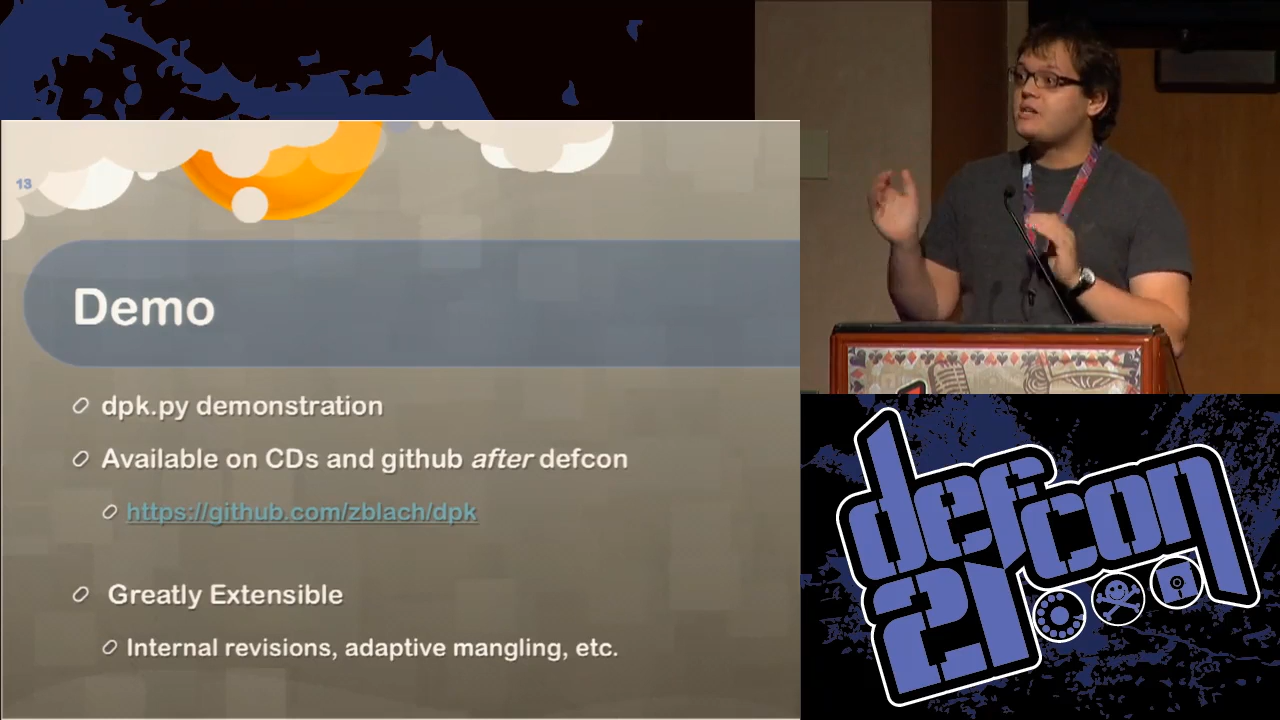 13
Demo
dpk.py demonstration
Available on CDs and github after defcon
https://github.com/zblach/dpk
Greatly Extensible
Internal revisions, adaptive mangling, etc.
defcon
21